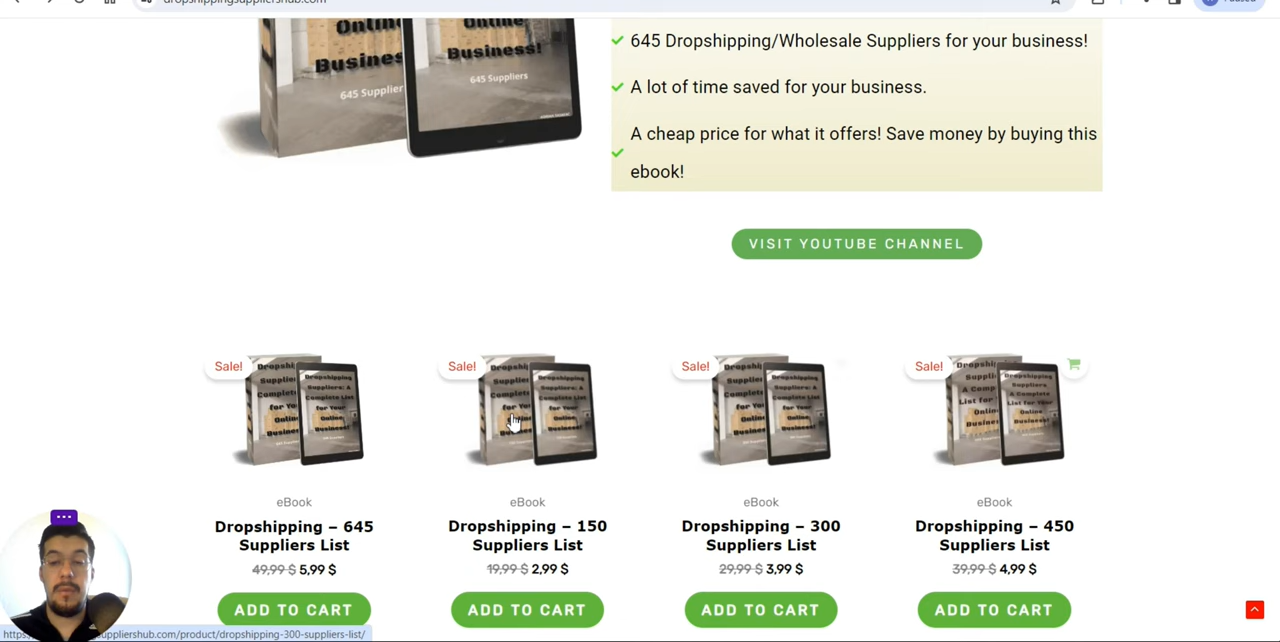 dropshippingsuppliershub.com
Paused
Online
Business!
645 Suppliers
645 Dropshipping/Wholesale Suppliers for your business!
A lot of time saved for your business.
A cheap price for what it offers! Save money by buying this
ebook!
VISIT YOUTUBE CHANNEL
Sale!
Sale!
Sale!
Sale!
eBook
eBook
eBook
eBook
Dropshipping – 645
Suppliers List
Dropshipping – 150
Suppliers List
Dropshipping – 300
Suppliers List
Dropshipping – 450
Suppliers List
49,99 $ 5,99 $
19,99 $ 2,99 $
29,99 $ 3,99 $
39,99 $ 4,99 $
ADD TO CART
ADD TO CART
ADD TO CART
ADD TO CART
suppliershub.com/product/dropshipping-300-suppliers-list/